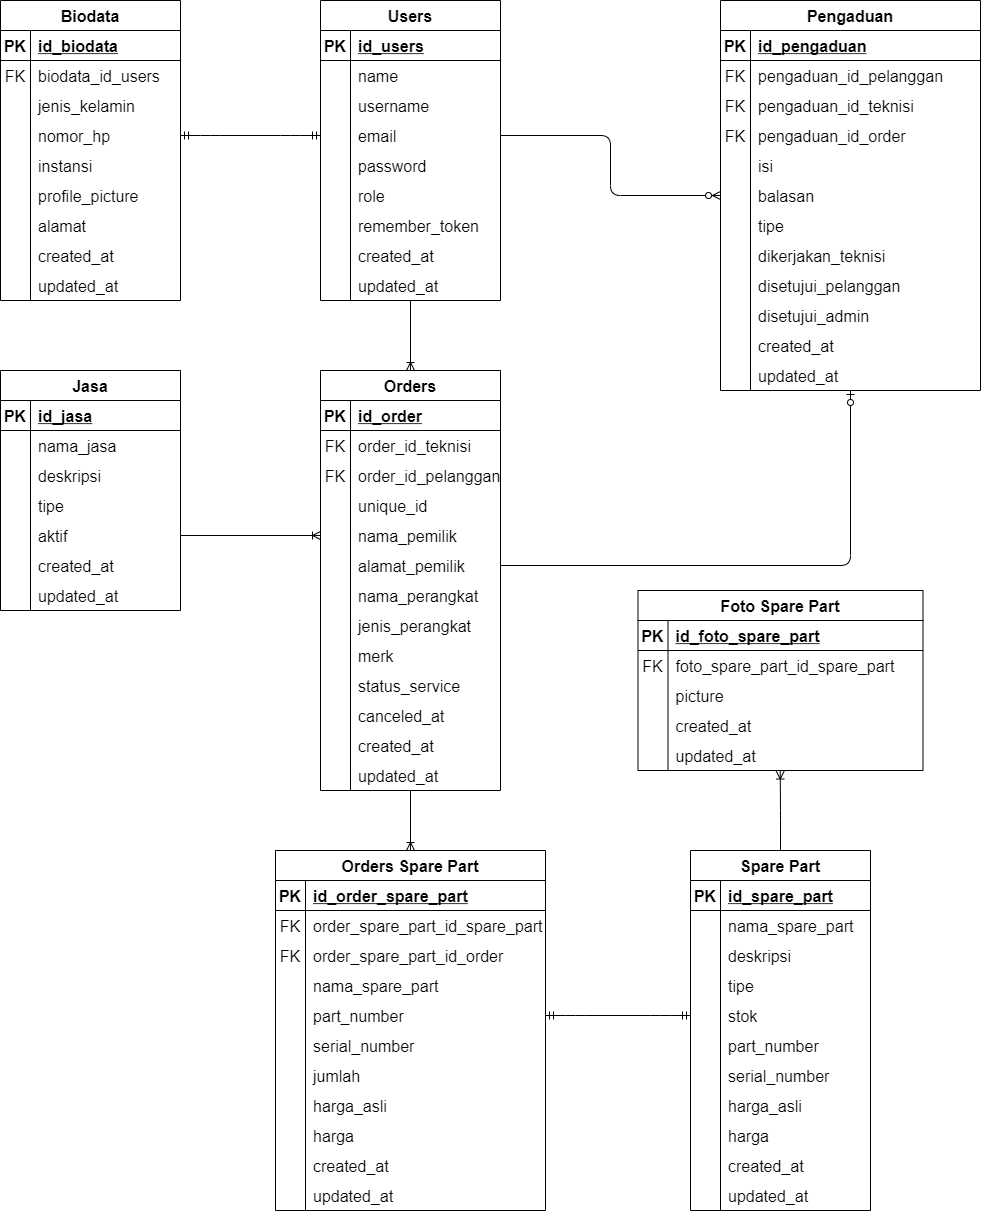 Biodata
PK id_biodata
FK biodata_id_users
jenis_kelamin
nomor_hp
instansi
profile_picture
alamat
created_at
updated_at
Users
PK id_users
name
username
email
password
role
remember_token
created_at
updated_at
Pengaduan
PK id_pengaduan
FK pengaduan_id_pelanggan
FK pengaduan_id_teknisi
FK pengaduan_id_order
isi
balasan
tipe
dikerjakan_teknisi
disetujui_pelanggan
disetujui_admin
created_at
updated_at
Jasa
PK id_jasa
nama_jasa
deskripsi
tipe
aktif
created_at
updated_at
Orders
PK id_order
FK order_id_teknisi
FK order_id_pelanggan
unique_id
nama_pemilik
alamat_pemilik
nama_perangkat
jenis_perangkat
merk
status_service
canceled_at
created_at
updated_at
Foto Spare Part
PK id_foto_spare_part
FK foto_spare_part_id_spare_part
picture
created_at
updated_at
Orders Spare Part
PK id_order_spare_part
FK order_spare_part_id_spare_part
FK order_spare_part_id_order
nama_spare_part
part_number
serial_number
jumlah
harga_asli
harga
created_at
updated_at
Spare Part
PK id_spare_part
nama_spare_part
deskripsi
tipe
stok
part_number
serial_number
harga_asli
harga
created_at
updated_at